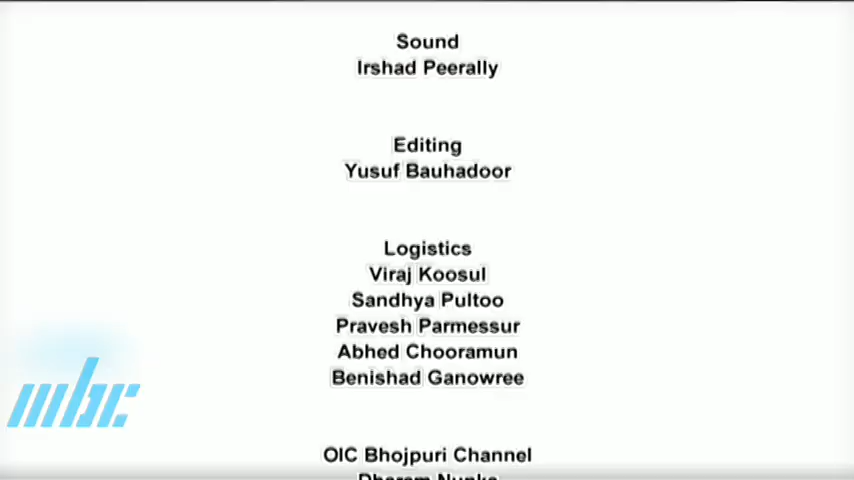 Sound
Irshad Peerally
Editing
Yusuf Bauhadoor
Logistics
Viraj Koosul
Sandhya Pultoo
Pravesh Parmessur
Abhed Chooramun
Benishad Ganowree
mbc
OIC Bhojpuri Channel